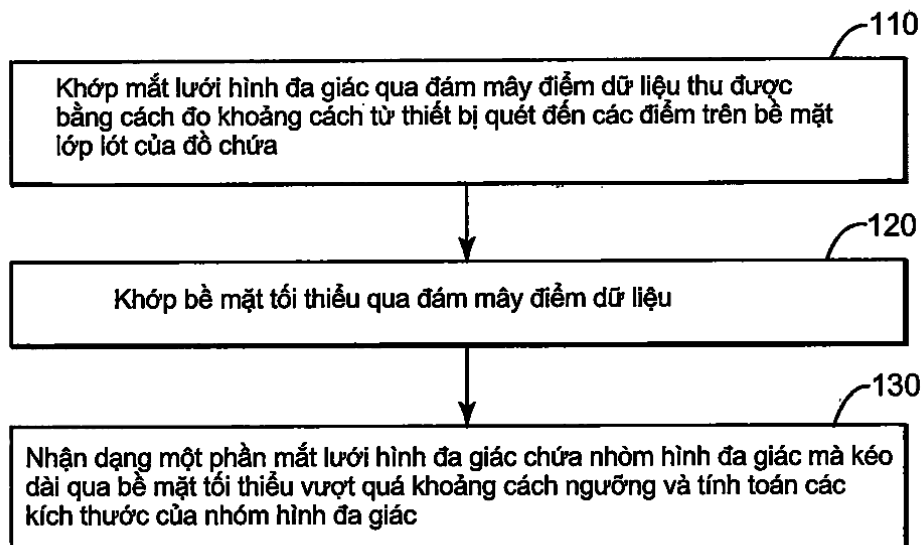 110
Khớp mắt lưới hình đa giác qua đám mây điểm dữ liệu thu được
bằng cách đo khoảng cách từ thiết bị quét đến các điểm trên bề mặt
lớp lót của đồ chứa
120
Khớp bề mặt tối thiểu qua đám mây điểm dữ liệu
130
Nhận dạng một phần mắt lưới hình đa giác chứa nhòm hình đa giác mà kéo
dài qua bề mặt tối thiểu vượt quá khoảng cách ngưỡng và tính toán các
kích thước của nhóm hình đa giác